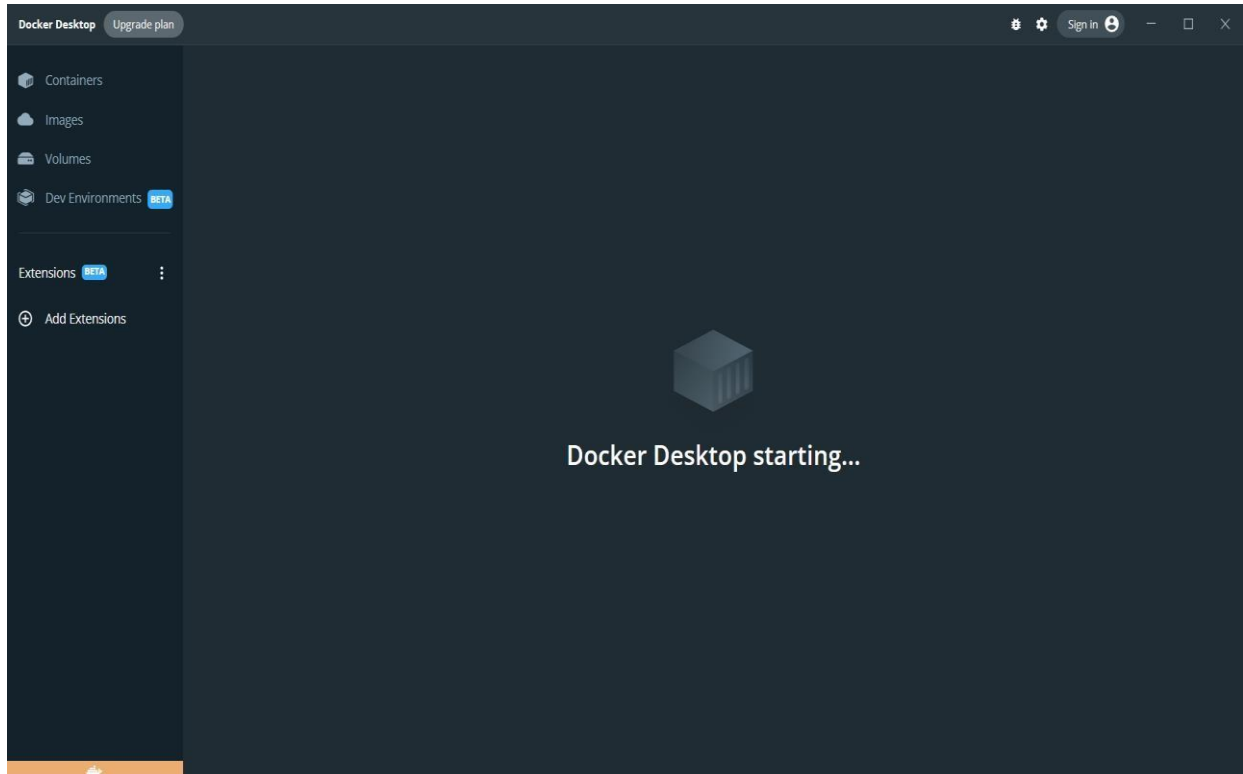 Docker Desktop Upgrade plan Sign in
Containers
Images
Volumes
Dev Environments BETA
Extensions BETA
Add Extensions
Docker Desktop starting...